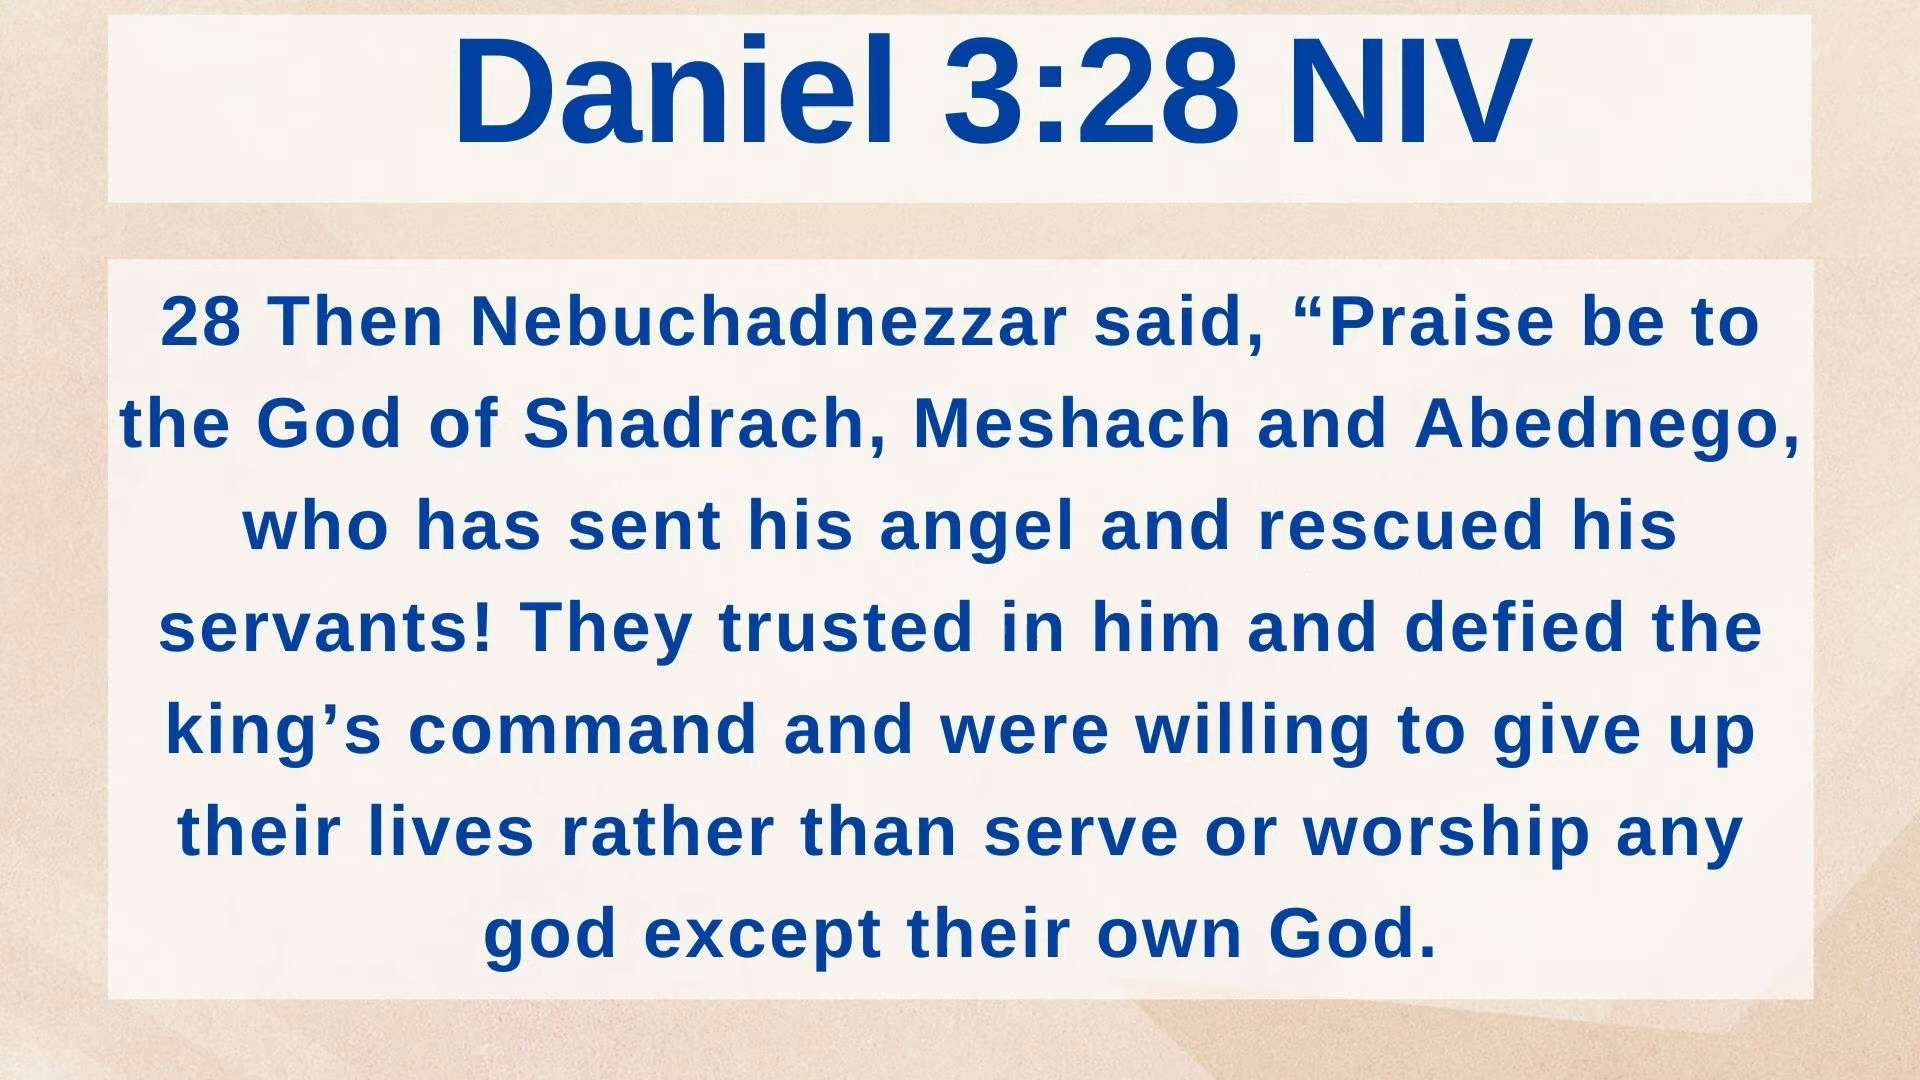 Daniel 3:28 NIV
28 Then Nebuchadnezzar said, “Praise be to
the God of Shadrach, Meshach and Abednego,
who has sent his angel and rescued his
servants! They trusted in him and defied the
king’s command and were willing to give up
their lives rather than serve or worship any
god except their own God.